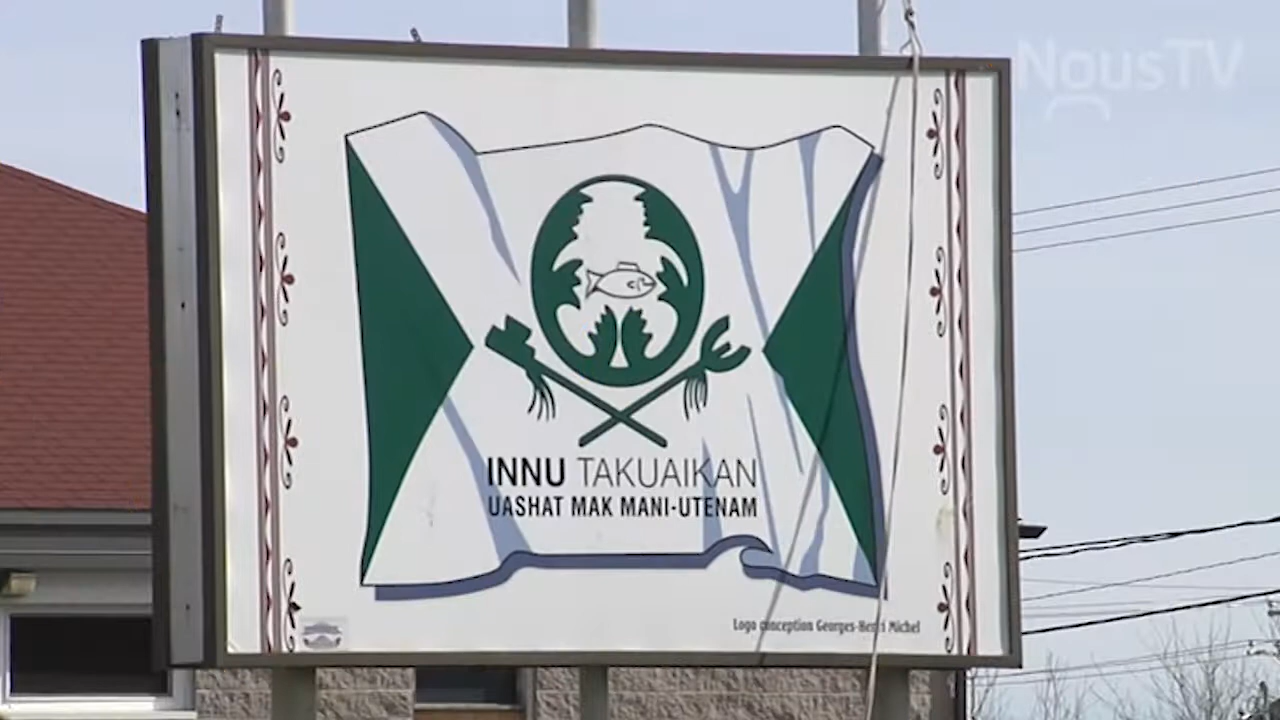 NousTV
INNU TAKUAIKAN
UASHAT MAK MANI-UTENAM
Logo conception Georges-Henri Michel